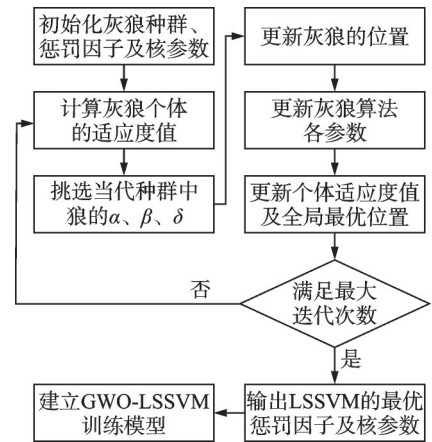 初始化灰狼种群、
惩罚因子及核参数
计算灰狼个体
的适应度值
挑选当代种群中
狼的α、β、δ
更新灰狼的位置
更新灰狼算法
各参数
更新个体适应度值
及全局最优位置
满足最大
迭代次数
否
是
输出LSSVM的最优
惩罚因子及核参数
建立GWO-LSSVM
训练模型